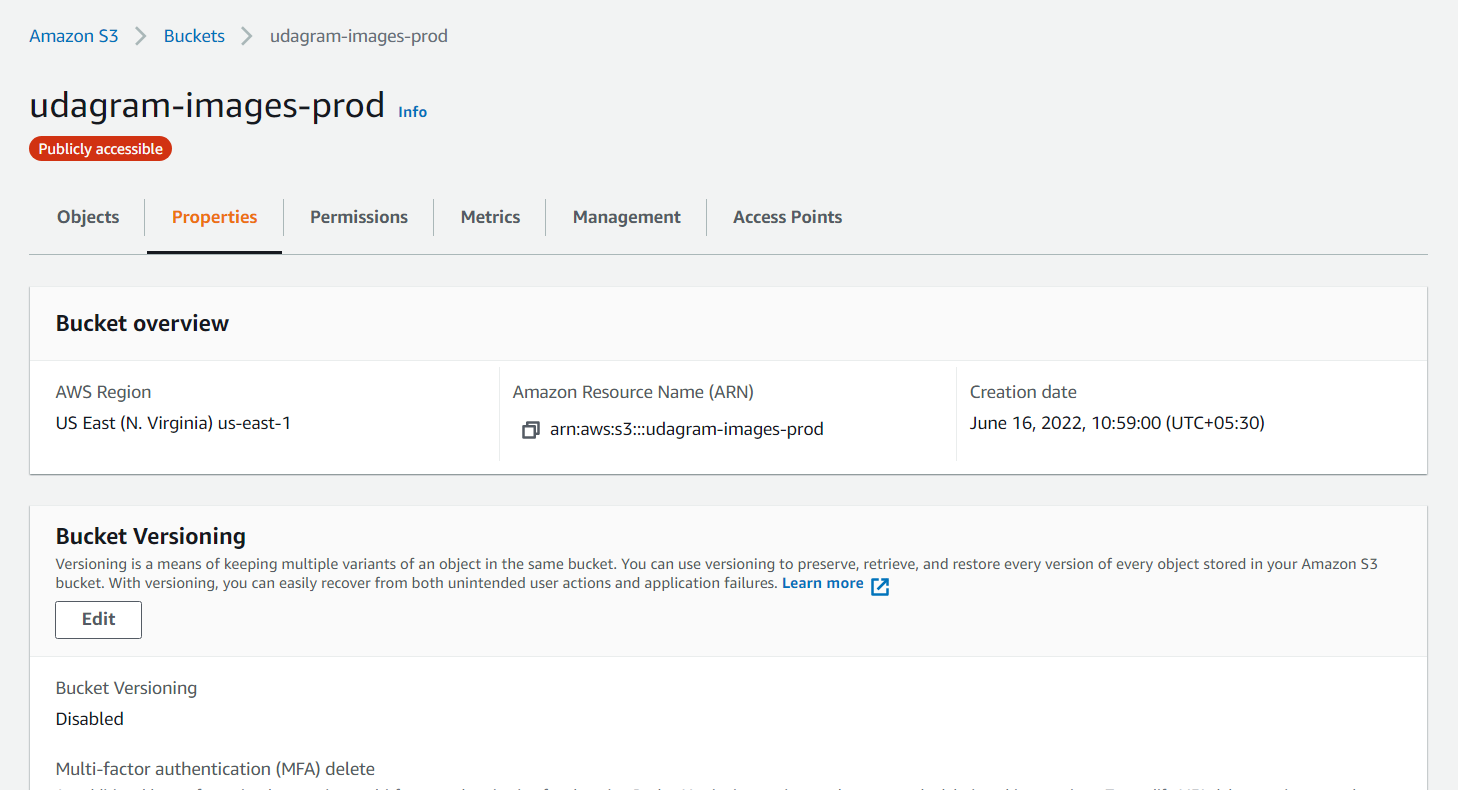 Amazon S3 Buckets udagram-images-prod
udagram-images-prod Info
Publicly accessible
Objects Properties Permissions Metrics Management Access Points
Bucket overview
AWS Region
US East (N. Virginia) us-east-1
Amazon Resource Name (ARN)
arn:aws:s3:::udagram-images-prod
Creation date
June 16, 2022, 10:59:00 (UTC+05:30)
Bucket Versioning
Versioning is a means of keeping multiple variants of an object in the same bucket. You can use versioning to preserve, retrieve, and restore every version of every object stored in your Amazon S3
bucket. With versioning, you can easily recover from both unintended user actions and application failures. Learn more
Edit
Bucket Versioning
Disabled
Multi-factor authentication (MFA) delete